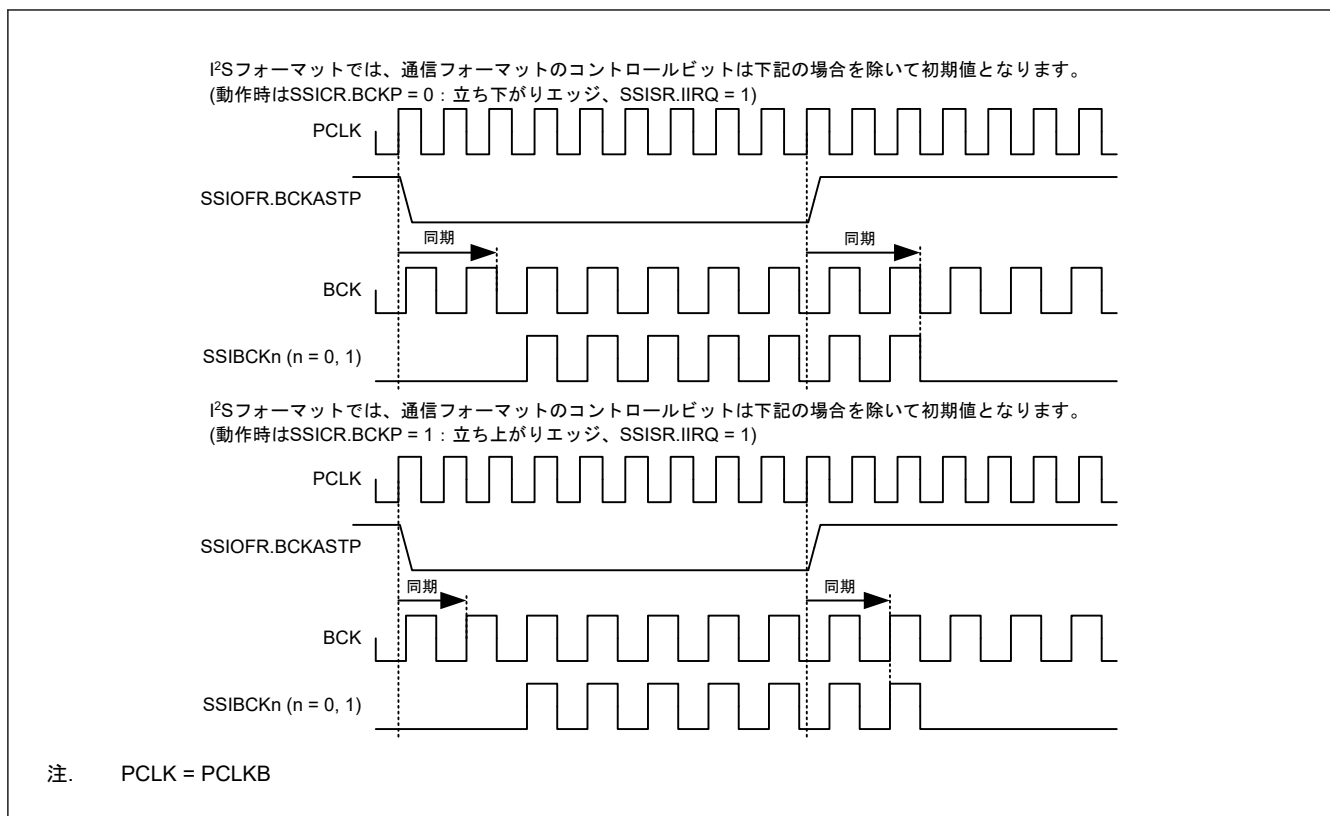 I²Sフォーマットでは、通信フォーマットのコントロールビットは下記の場合を除いて初期値となります。
(動作時はSSICR.BCKP = 0：立ち下がりエッジ、SSISR.IIRQ = 1)
PCLK
SSIOFR.BCKASTP
同期
同期
BCK
SSIBCKn (n = 0, 1)
I²Sフォーマットでは、通信フォーマットのコントロールビットは下記の場合を除いて初期値となります。
(動作時はSSICR.BCKP = 1：立ち上がりエッジ、SSISR.IIRQ = 1)
PCLK
SSIOFR.BCKASTP
同期
同期
BCK
SSIBCKn (n = 0, 1)
注. PCLK = PCLKB